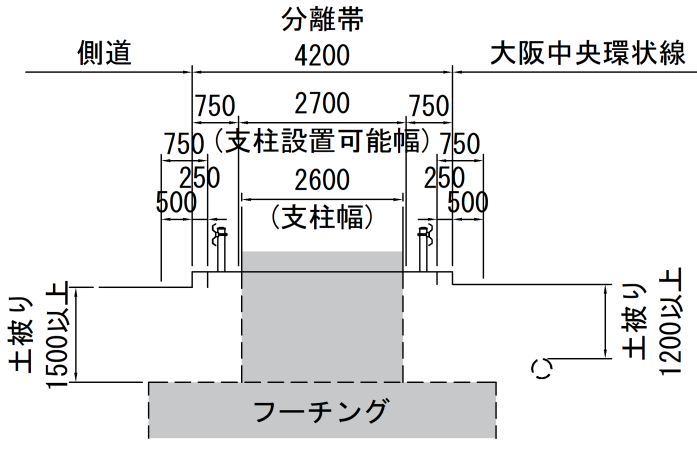 分離帯
側道
4200
大阪中央環状線
750
2700
750
750
(支柱設置可能幅)
750
250
2600
250
500
(支柱幅)
500
土被り
1500以上
土被り
1200以上
フーチング